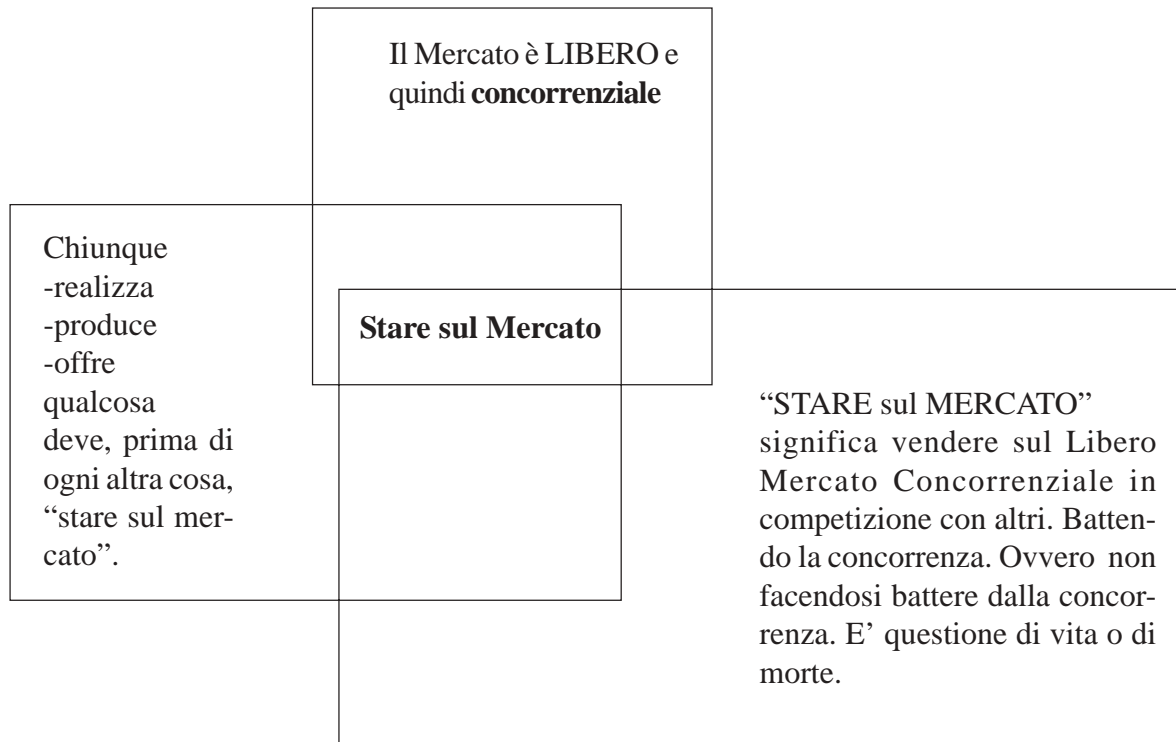 Il Mercato è LIBERO e
quindi concorrenziale
Chiunque
-realizza
-produce
-offre
qualcosa
deve, prima di
ogni altra cosa,
“stare sul mer-
cato”.
Stare sul Mercato
“STARE sul MERCATO”
significa vendere sul Libero
Mercato Concorrenziale in
competizione con altri. Batten-
do la concorrenza. Ovvero non
facendosi battere dalla concor-
renza. E’ questione di vita o di
morte.